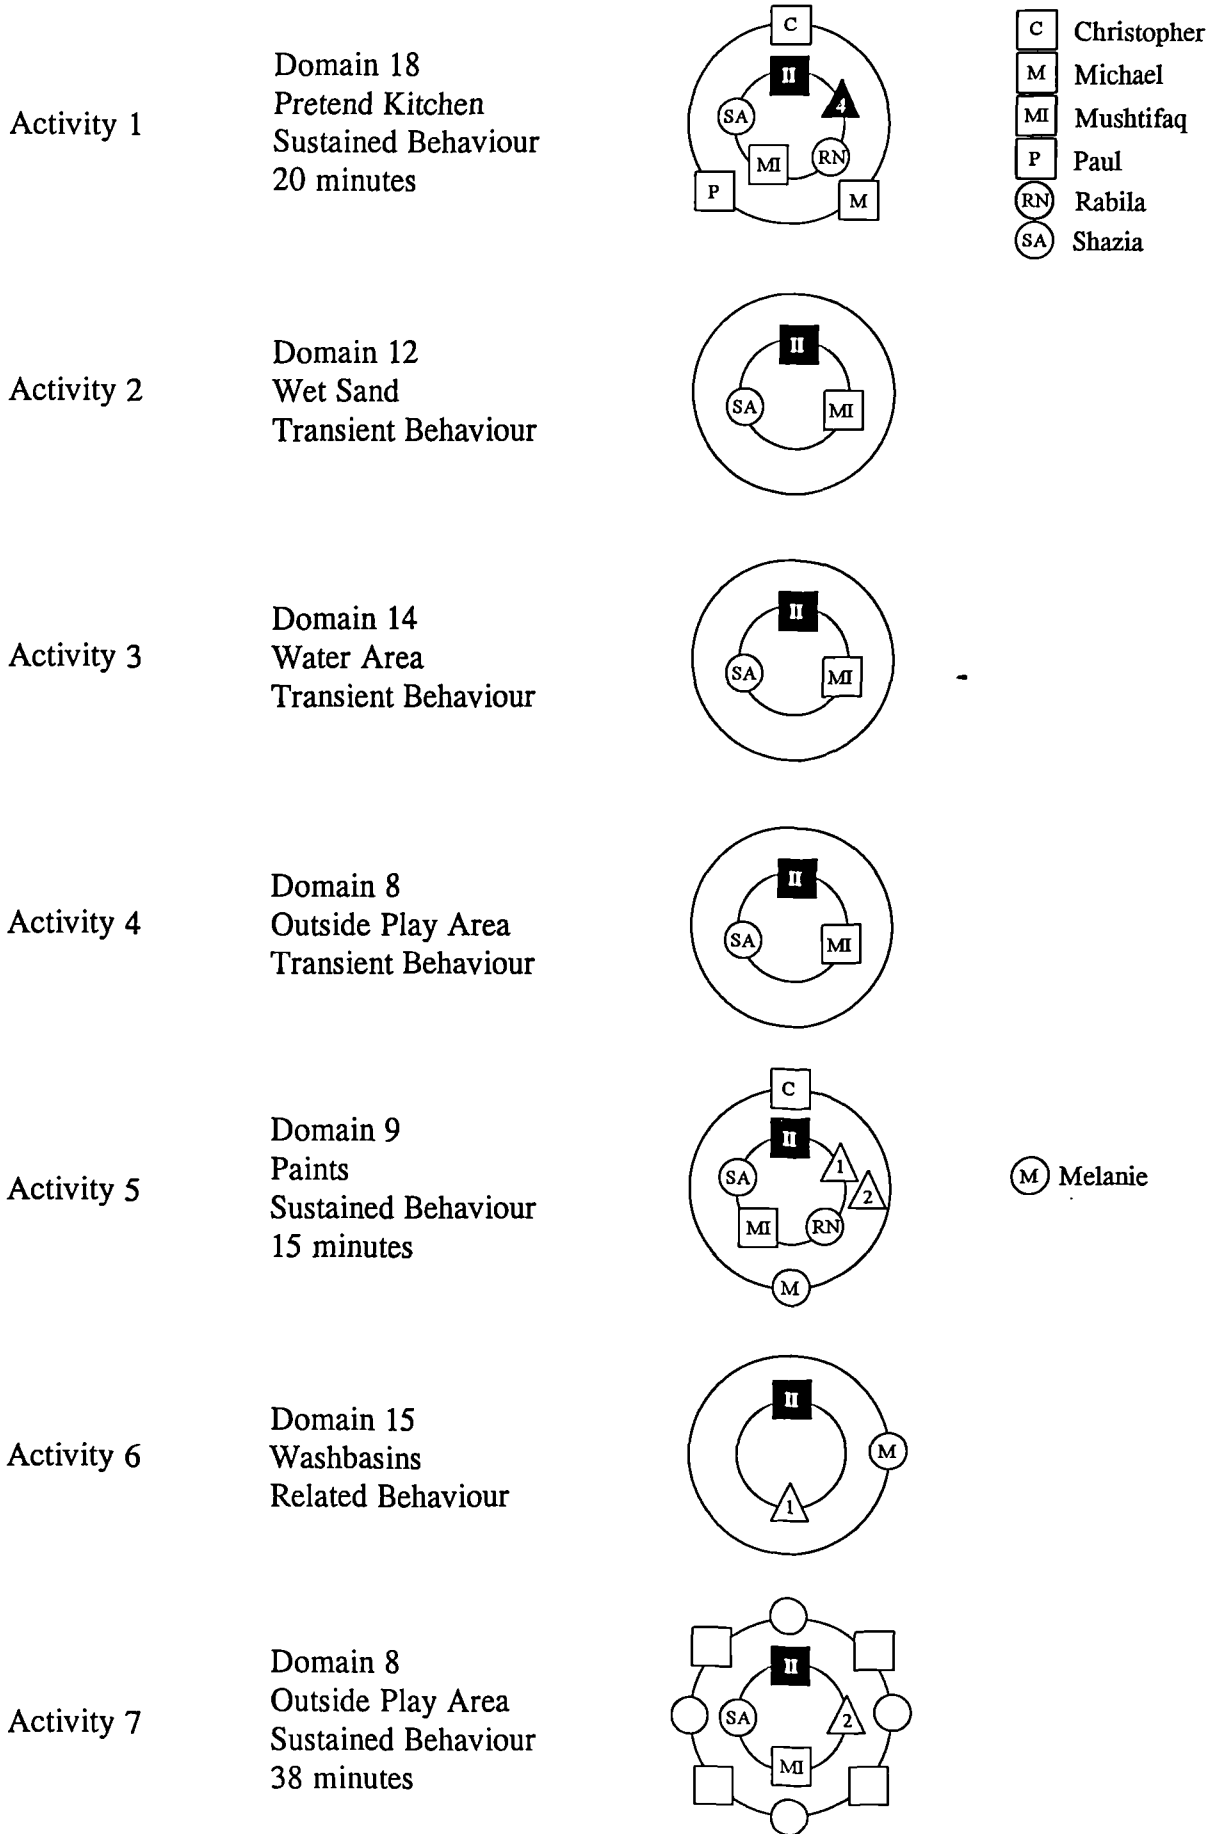 Activity 1
Domain 18
Pretend Kitchen
Sustained Behaviour
20 minutes
C
II
4
SA
MI
RN
P
M
C Christopher
M Michael
MI Mushtifaq
P Paul
RN Rabila
SA Shazia
Activity 2
Domain 12
Wet Sand
Transient Behaviour
II
SA
MI
Activity 3
Domain 14
Water Area
Transient Behaviour
II
SA
MI
Activity 4
Domain 8
Outside Play Area
Transient Behaviour
II
SA
MI
Activity 5
Domain 9
Paints
Sustained Behaviour
15 minutes
C
II
1
SA
2
MI
RN
M
M Melanie
Activity 6
Domain 15
Washbasins
Related Behaviour
II
M
1
Activity 7
Domain 8
Outside Play Area
Sustained Behaviour
38 minutes
II
SA
2
MI